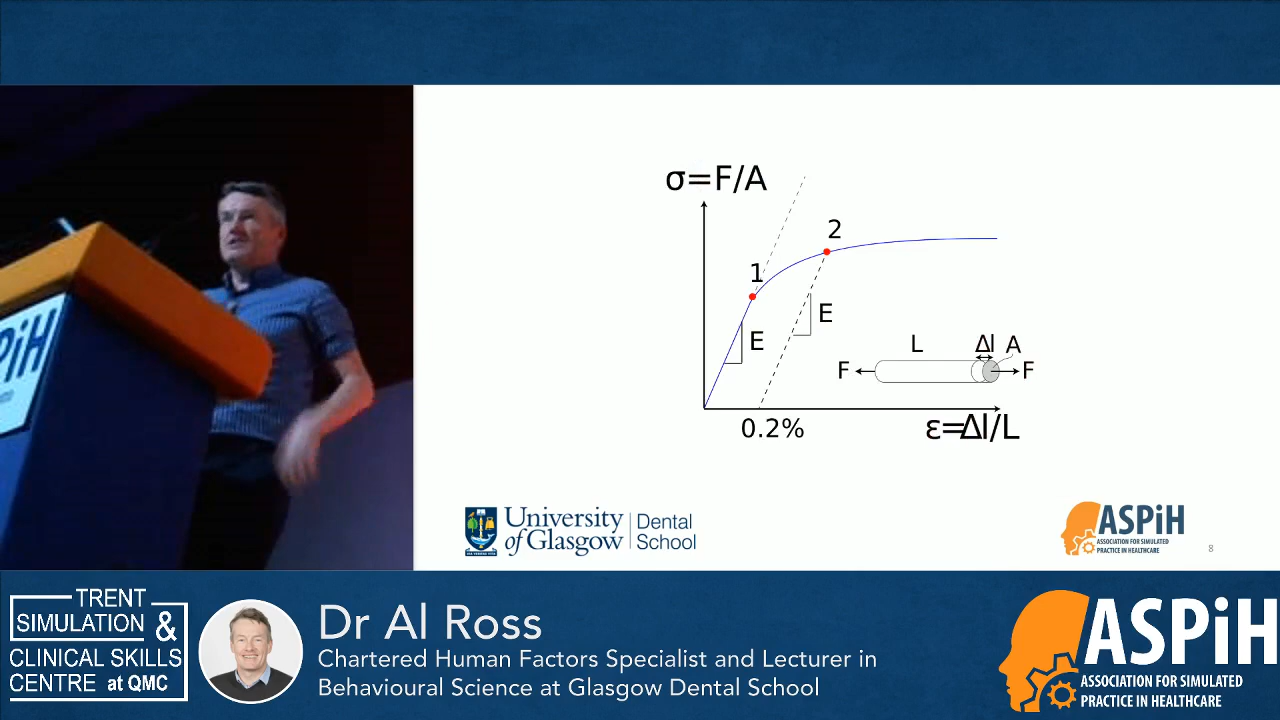 σ=F/A
2
1
E
E
L
Δl
A
F
F
0.2%
ε=Δl/L
PiH
University
of Glasgow
Dental
School
ASPiH
ASSOCIATION FOR SIMULATED
PRACTICE IN HEALTHCARE
8
TRENT
SIMULATION &
CLINICAL SKILLS
CENTRE at QMC
Dr Al Ross
Chartered Human Factors Specialist and Lecturer in
Behavioural Science at Glasgow Dental School
ASPiH
ASSOCIATION FOR SIMULATED
PRACTICE IN HEALTHCARE